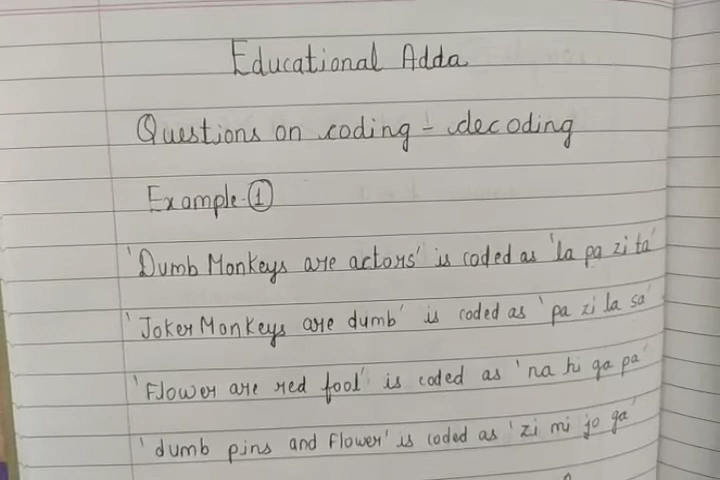 Educational Adda
Questions on coding - decoding
Example-①
'Dumb Monkeys are actors' is coded as 'la pa zi ta'
'Joker Monkeys are dumb' is coded as 'pa zi la sa'
'Flower are red fool' is coded as 'na hi ga pa'
'dumb pins and Flower' is coded as 'zi mi jo ga'